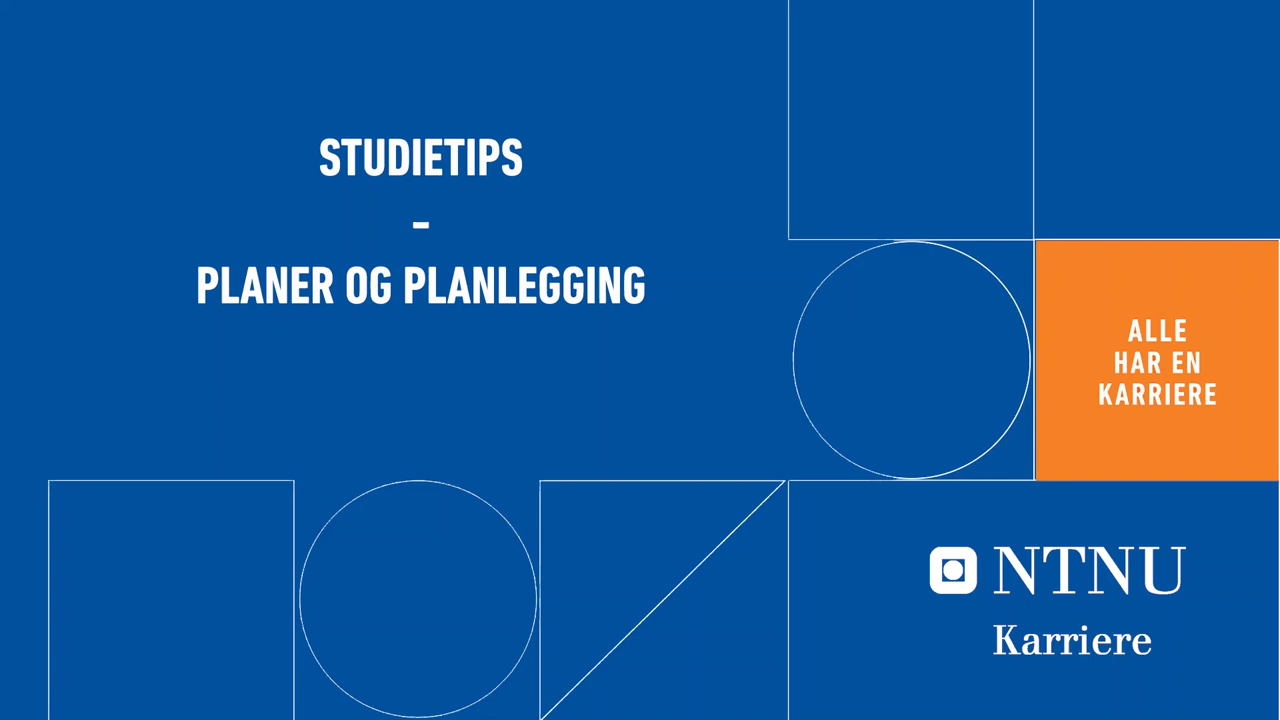 STUDIETIPS
-
PLANER OG PLANLEGGING
ALLE
HAR EN
KARRIERE
NTNU
Karriere